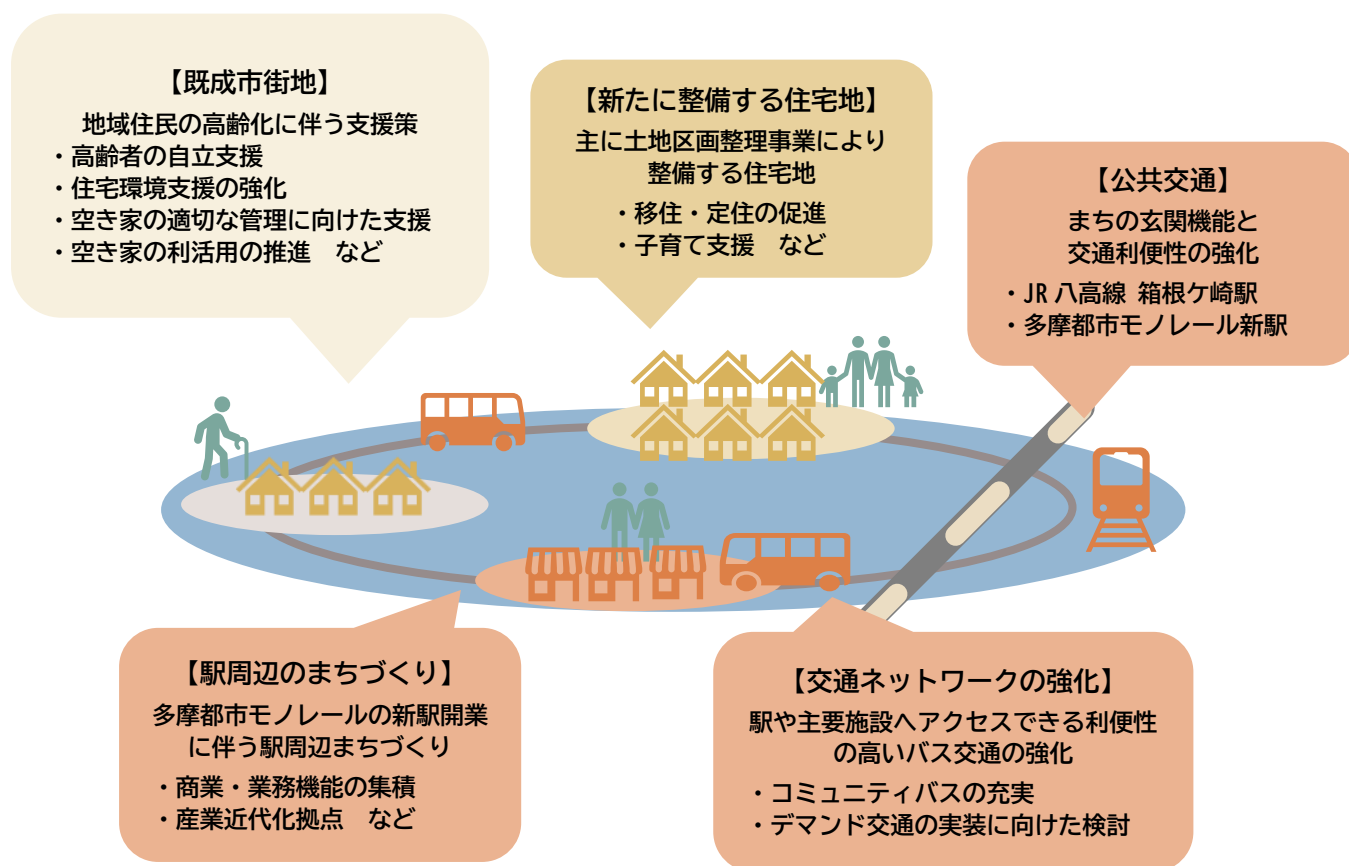 【既成市街地】
地域住民の高齢化に伴う支援策
・高齢者の自立支援
・住宅環境支援の強化
・空き家の適切な管理に向けた支援
・空き家の利活用の推進　など
【新たに整備する住宅地】
主に土地区画整理事業により
整備する住宅地
・移住・定住の促進
・子育て支援　など
【公共交通】
まちの玄関機能と
交通利便性の強化
・JR 八高線 箱根ケ崎駅
・多摩都市モノレール新駅
【駅周辺のまちづくり】
多摩都市モノレールの新駅開業
に伴う駅周辺まちづくり
・商業・業務機能の集積
・産業近代化拠点　など
【交通ネットワークの強化】
駅や主要施設へアクセスできる利便性
の高いバス交通の強化
・コミュニティバスの充実
・デマンド交通の実装に向けた検討